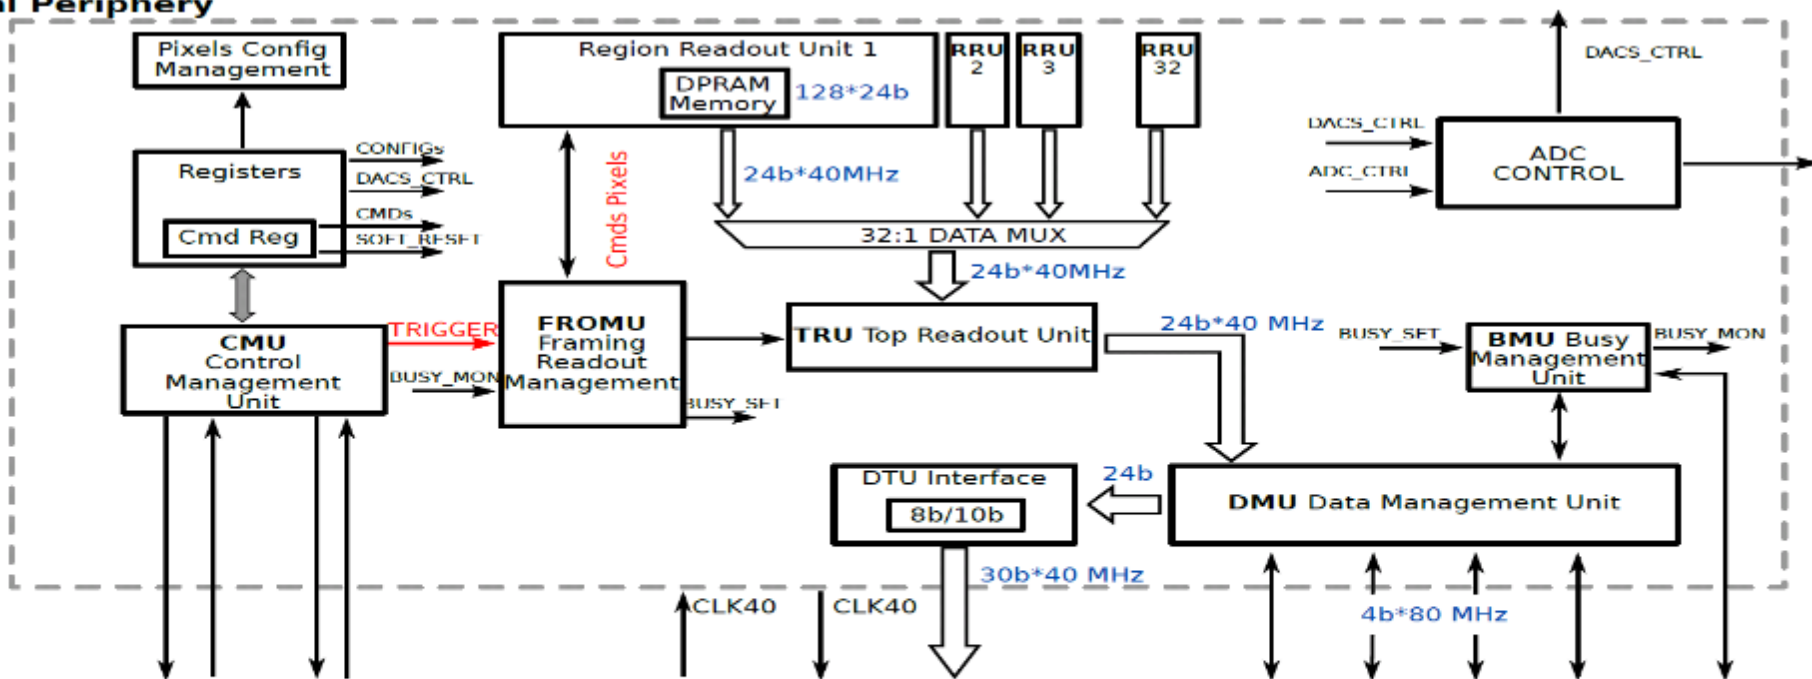 al Periphery
Pixels Config
Management
Region Readout Unit 1
DPRAM
Memory
128*24b
RRU
2
RRU
3
RRU
32
DACS_CTRL
Registers
CONFIGs
DACS_CTRL
CMDs
Cmd Reg
SOFT_RESET
Cmds Pixels
24b*40MHz
32:1 DATA MUX
24b*40MHz
DACS_CTRL
ADC_CTRL
ADC
CONTROL
CMU
Control
Management
Unit
TRIGGER
BUSY_MON
FROMU
Framing
Readout
Management
BUSY_SET
TRU Top Readout Unit
24b*40 MHz
BUSY_SET
BMU Busy
Management
Unit
BUSY_MON
DTU Interface
8b/10b
24b
DMU Data Management Unit
30b*40 MHz
CLK40
CLK40
4b*80 MHz